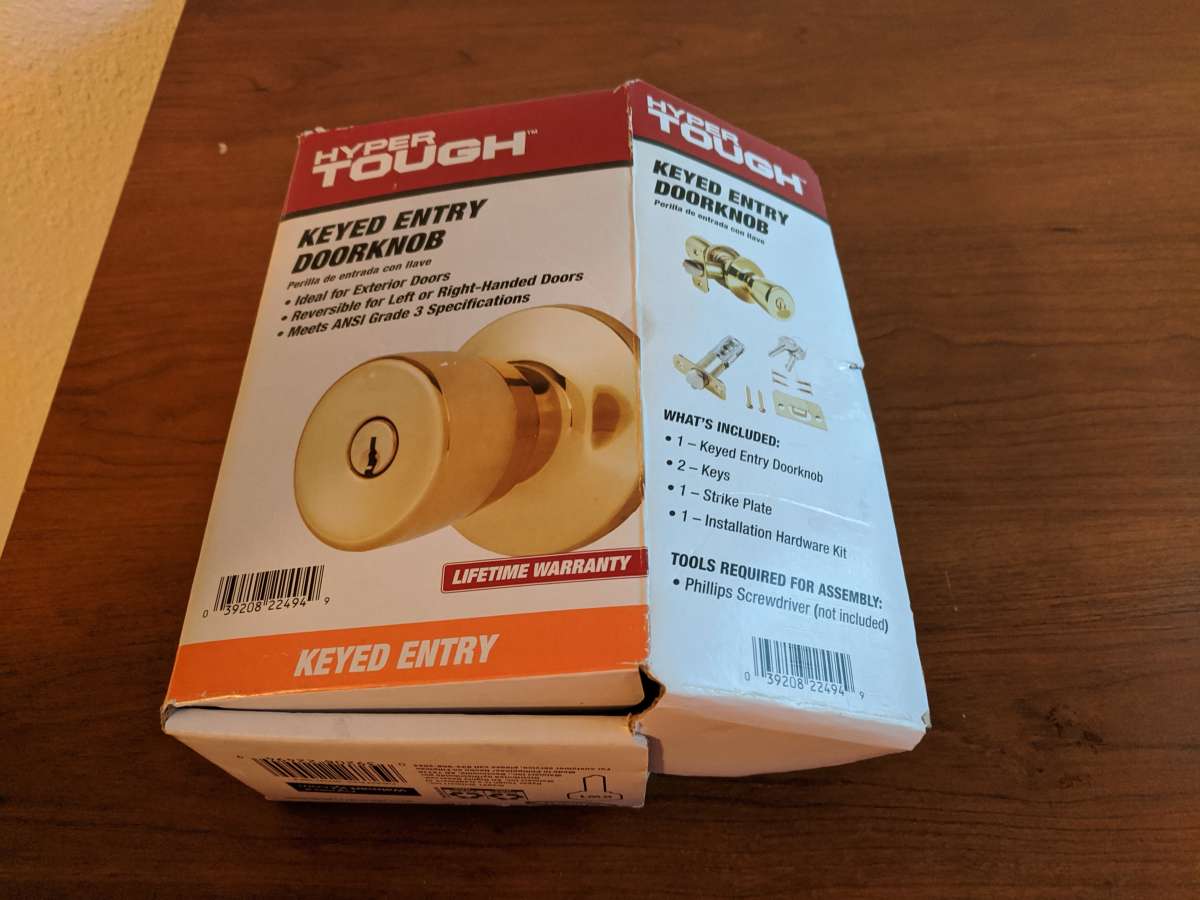 HYPER
TOUGH™
KEYED ENTRY
DOORKNOB
Perilla de entrada con llave
• Ideal for Exterior Doors
• Reversible for Left or Right-Handed Doors
• Meets ANSI Grade 3 Specifications
LIFETIME WARRANTY
0 39208 22494 9
KEYED ENTRY
HYPER
TOUGH™
KEYED ENTRY
DOORKNOB
Perilla de entrada con llave
WHAT'S INCLUDED:
• 1 – Keyed Entry Doorknob
• 2 – Keys
• 1 – Strike Plate
• 1 – Installation Hardware Kit
TOOLS REQUIRED FOR ASSEMBLY:
• Phillips Screwdriver (not included)
0 39208 22494 9
Walmart